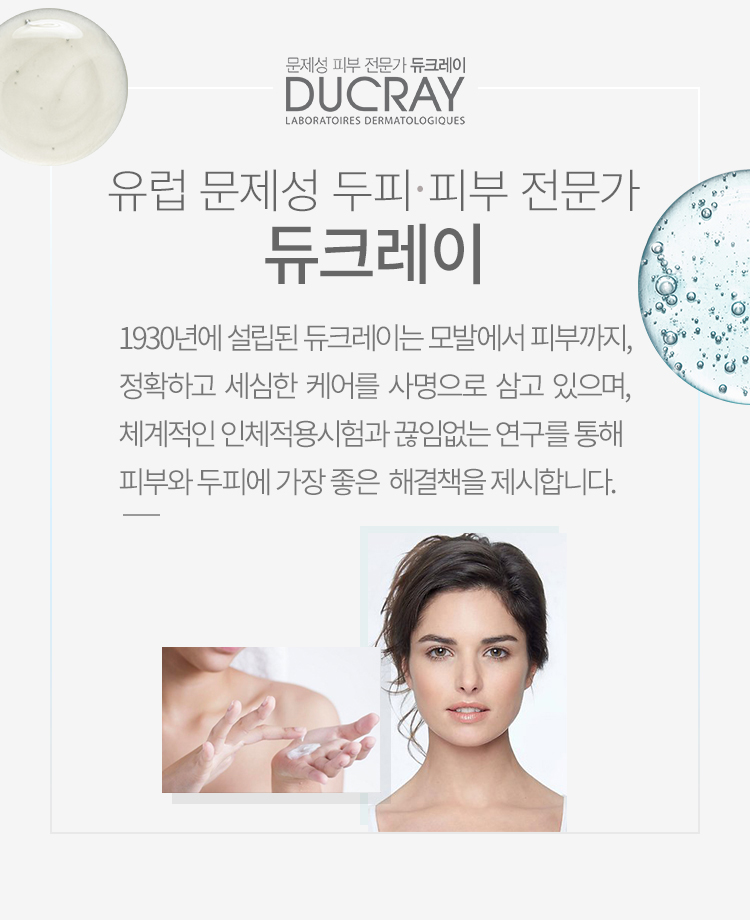 문제성 피부 전문가 듀크레이
DUCRAY
LABORATOIRES DERMATOLOGIQUES
유럽 문제성 두피·피부 전문가
듀크레이
1930년에 설립된 듀크레이는 모발에서 피부까지,
정확하고 세심한 케어를 사명으로 삼고 있으며,
체계적인 인체적용시험과 끊임없는 연구를 통해
피부와 두피에 가장 좋은 해결책을 제시합니다.